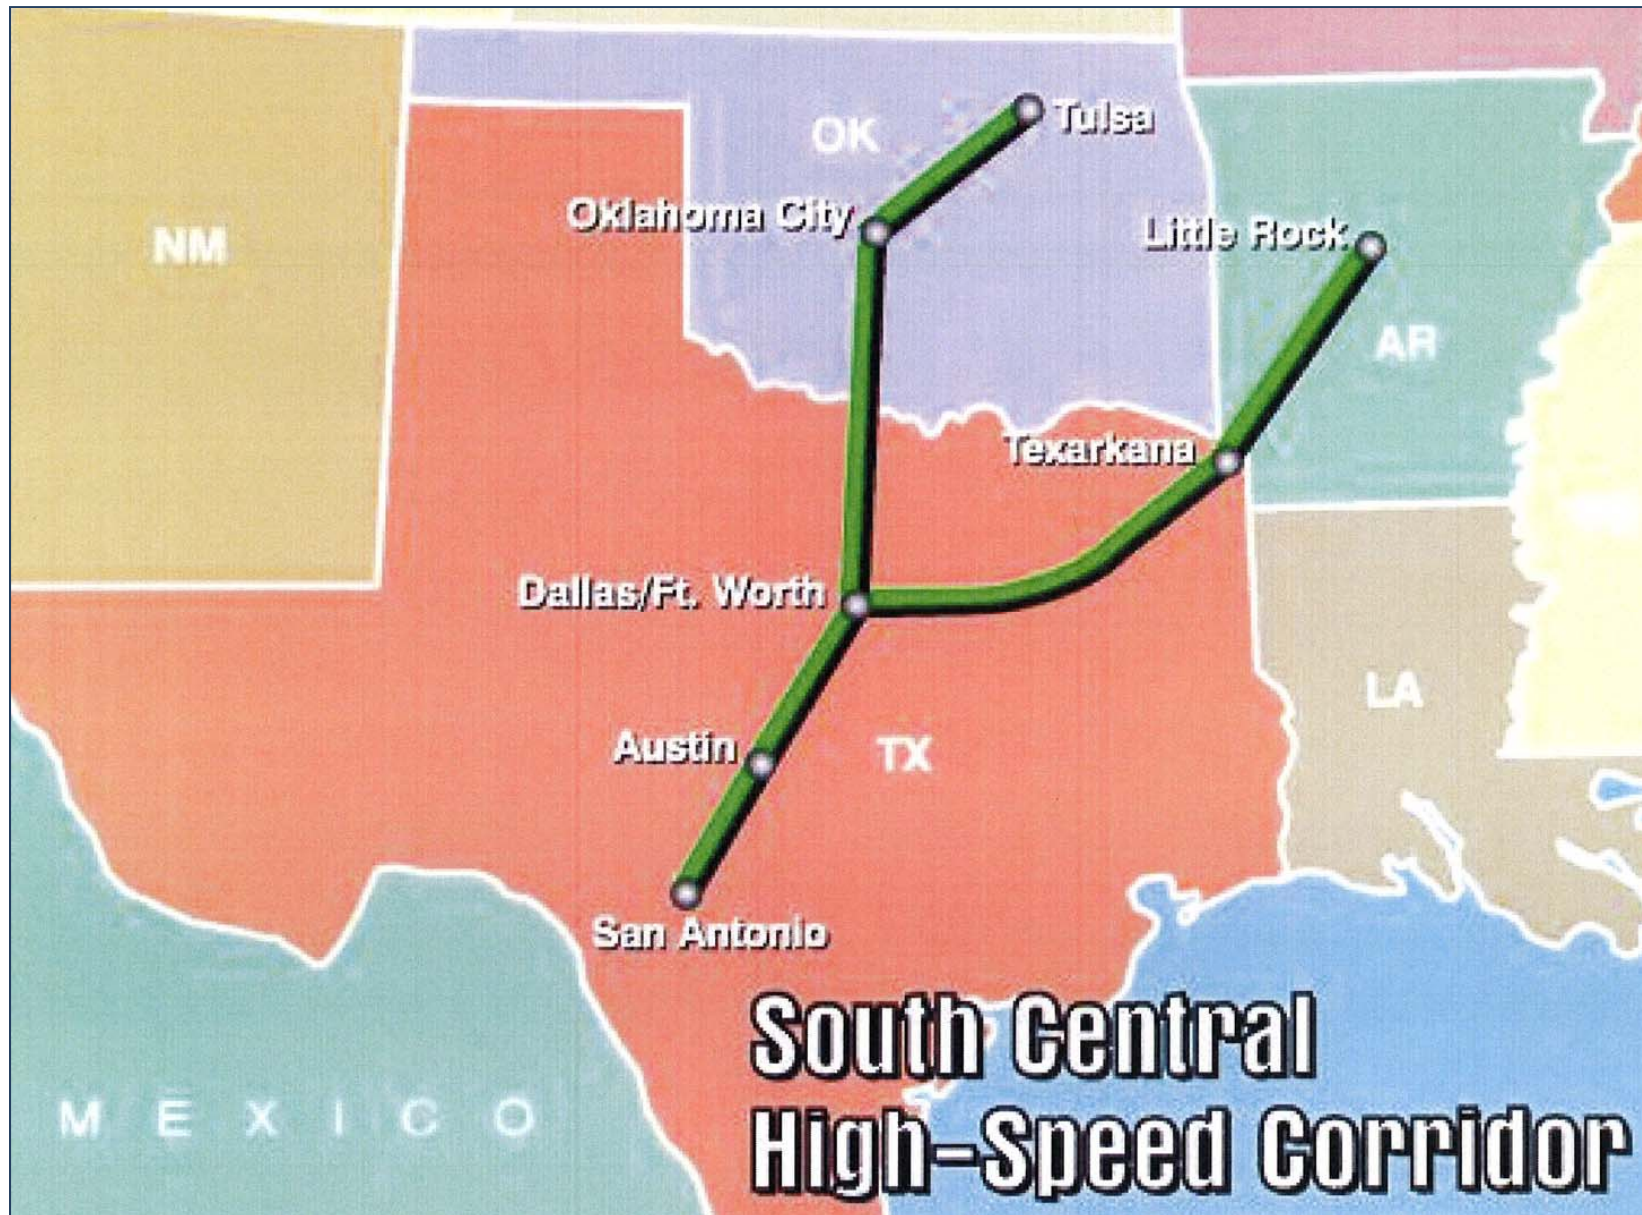 Tulsa
OK
Oklahoma City
Little Rock
NM
AR
Texarkana
Dallas/Ft. Worth
LA
Austin
TX
San Antonio
South Central
High-Speed Corridor
MEXICO